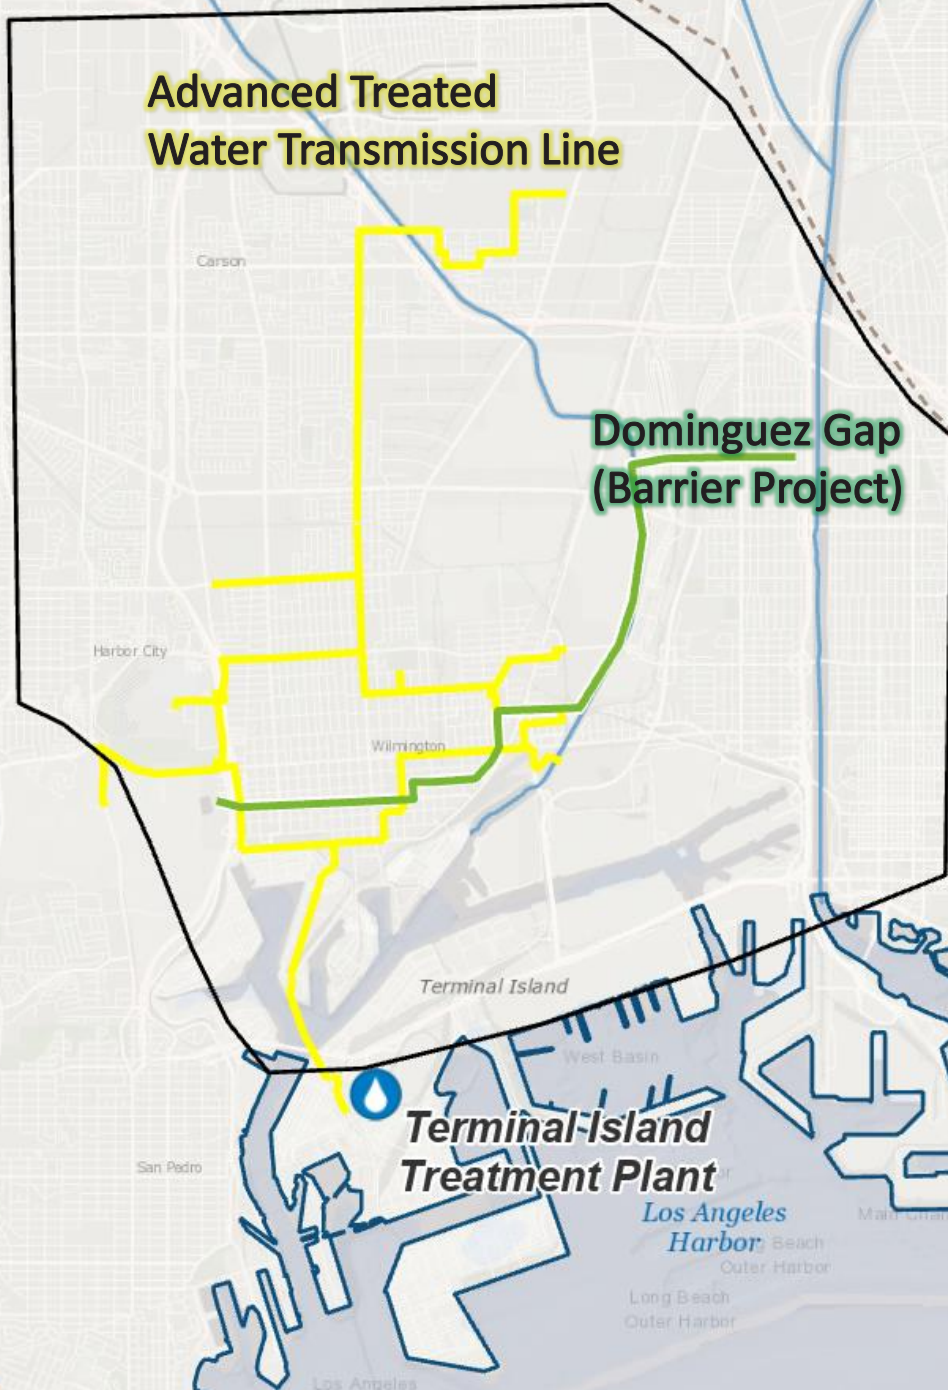 Advanced Treated
Water Transmission Line
Carson
Dominguez Gap
(Barrier Project)
Harbor City
Wilmington
Terminal Island
West Basin
Terminal Island
Treatment Plant
San Pedro
Los Angeles
Harbor
Beach
Outer Harbor
Main
Long Beach
Outer Harbor
Los Angeles